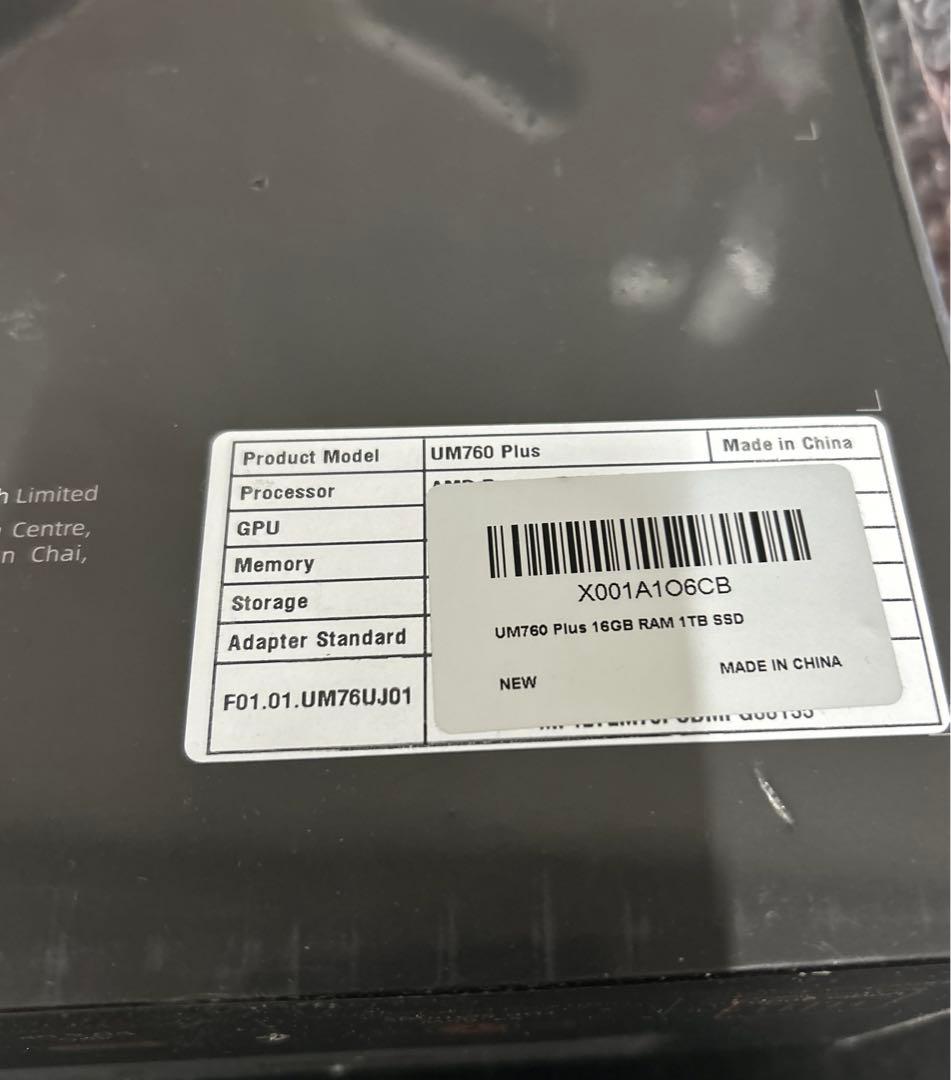 Limited
Centre,
Chai,
Product Model UM760 Plus Made in China
Processor
GPU
Memory
Storage
Adapter Standard
F01.01.UM76UJ01
X001A1O6CB
UM760 Plus 16GB RAM 1TB SSD
NEW MADE IN CHINA